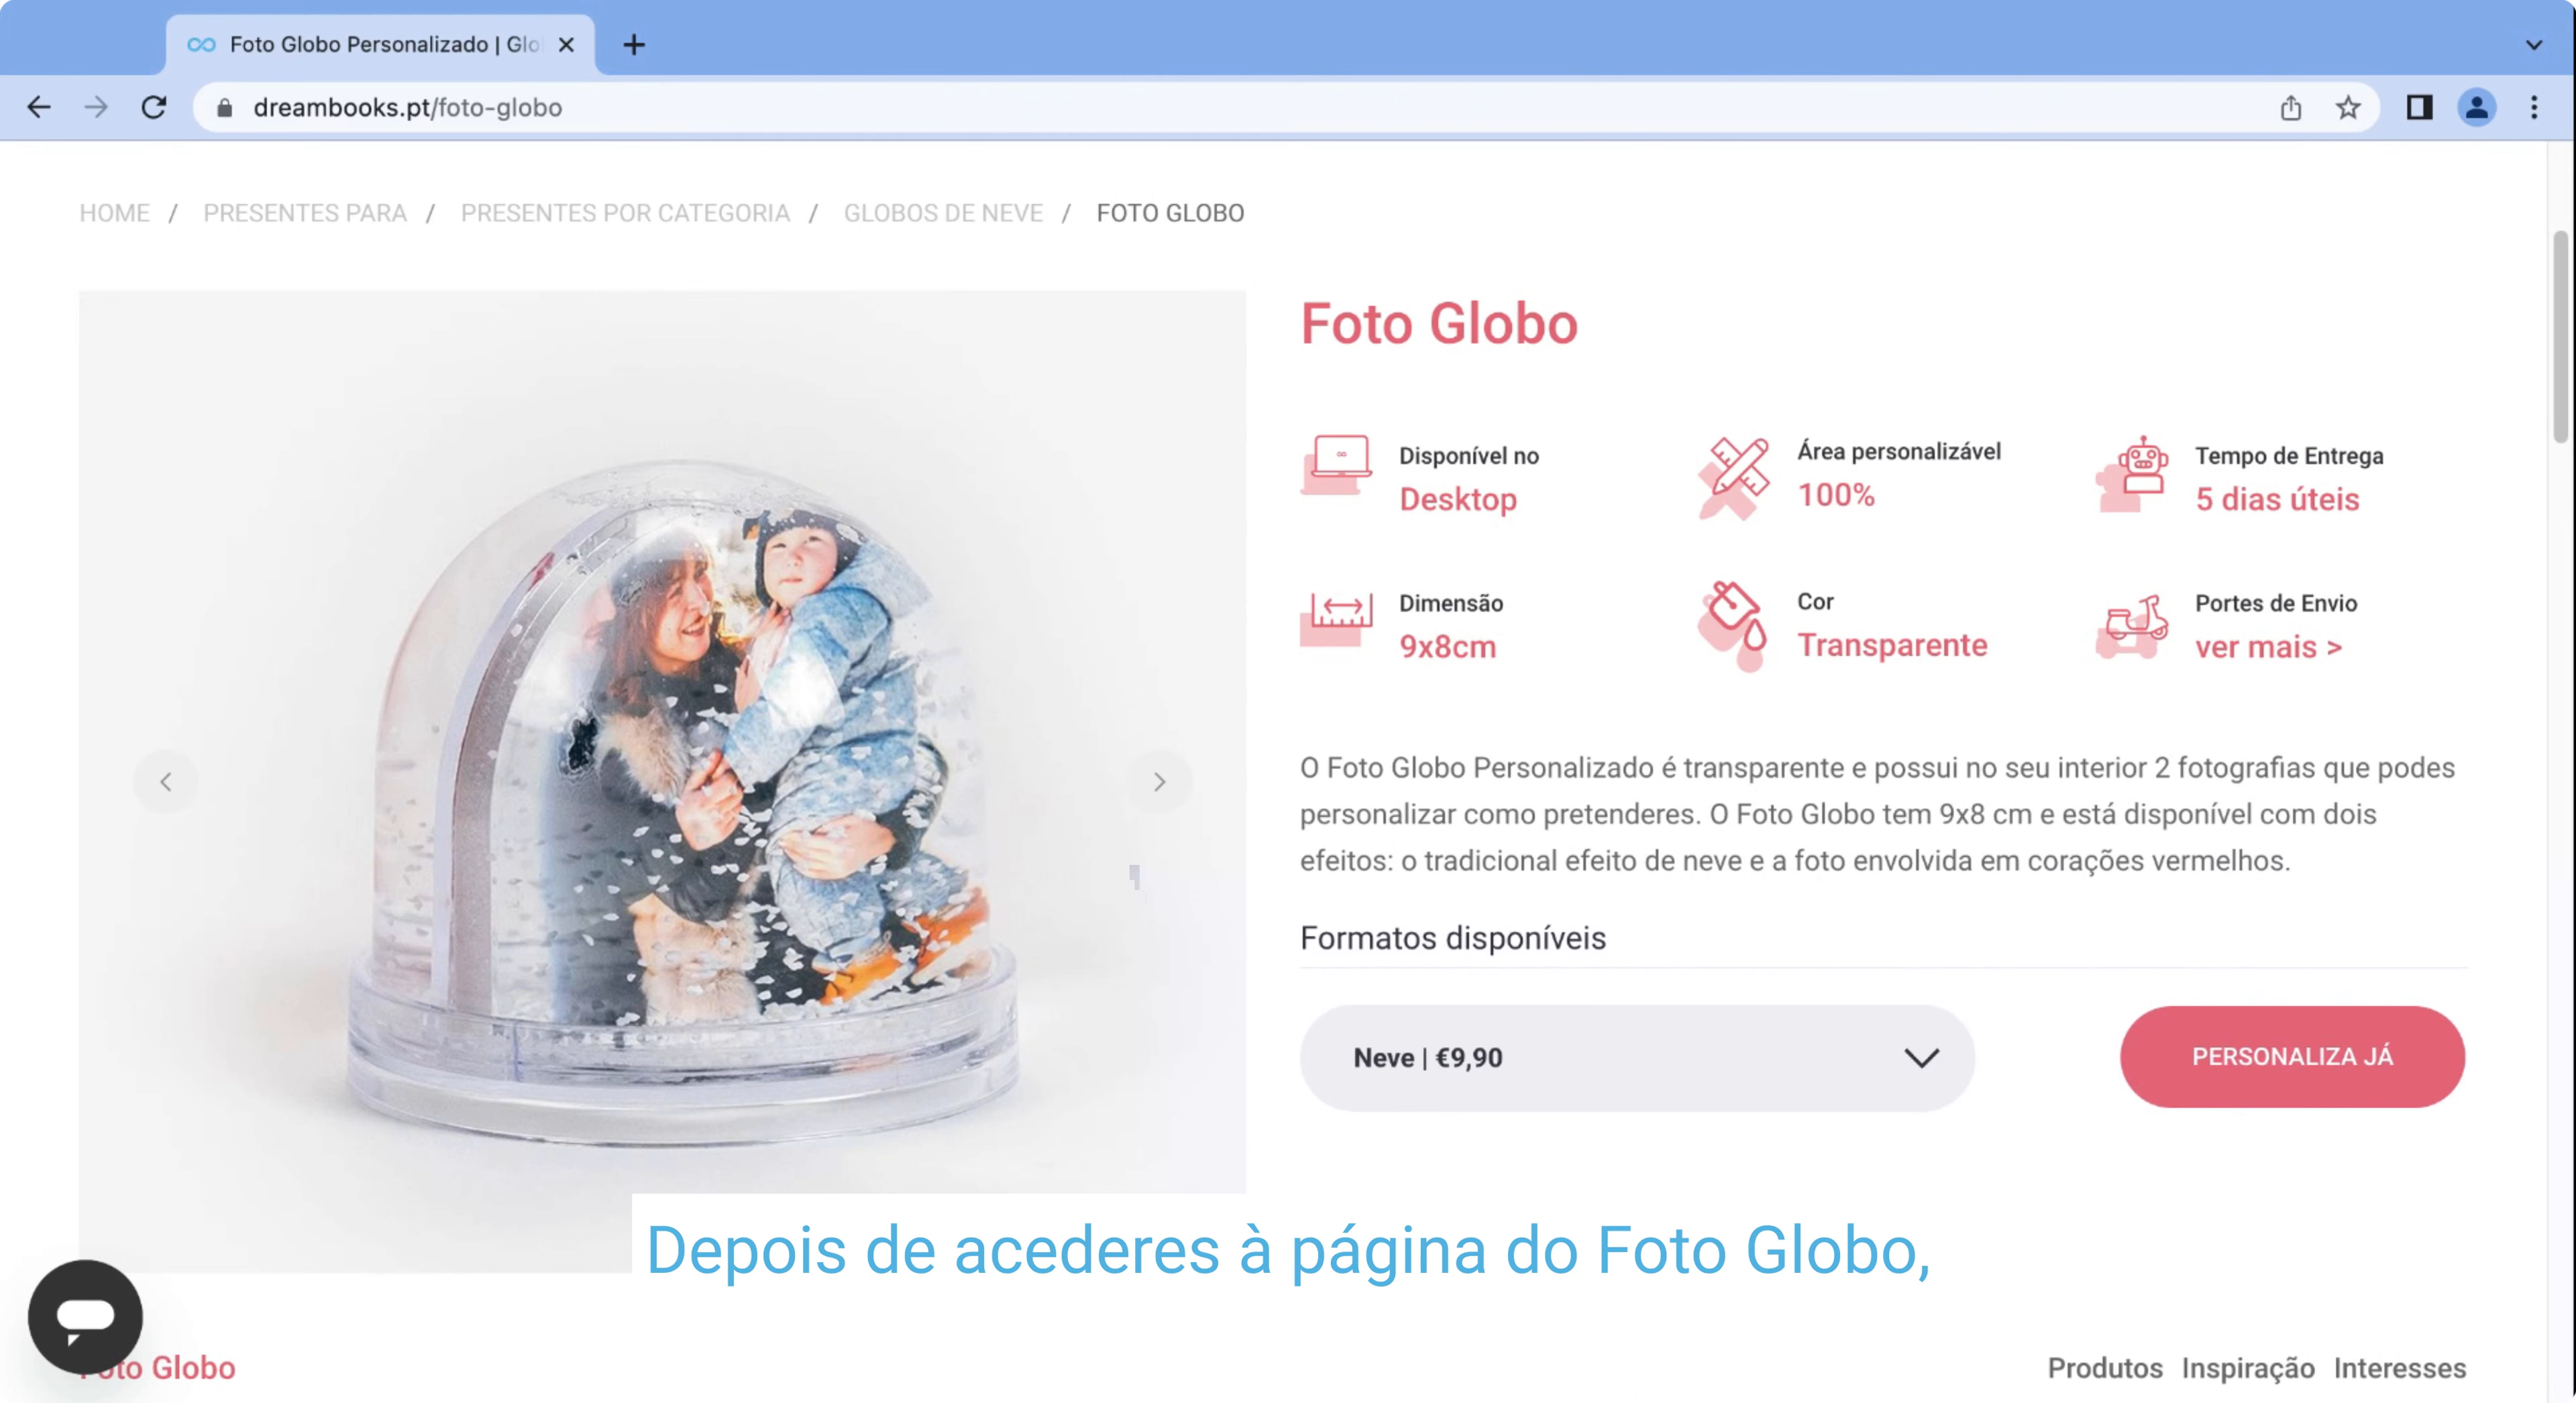 Foto Globo Personalizado | Glo
dreambooks.pt/foto-globo
HOME / PRESENTES PARA / PRESENTES POR CATEGORIA / GLOBOS DE NEVE / FOTO GLOBO
Foto Globo
Disponível no
Desktop
Área personalizável
100%
Tempo de Entrega
5 dias úteis
Dimensão
9x8cm
Cor
Transparente
Portes de Envio
ver mais >
O Foto Globo Personalizado é transparente e possui no seu interior 2 fotografias que podes
personalizar como pretenderes. O Foto Globo tem 9x8 cm e está disponível com dois
efeitos: o tradicional efeito de neve e a foto envolvida em corações vermelhos.
Formatos disponíveis
Neve | €9,90
PERSONALIZA JÁ
Depois de acederes à página do Foto Globo,
Foto Globo
Produtos Inspiração Interesses